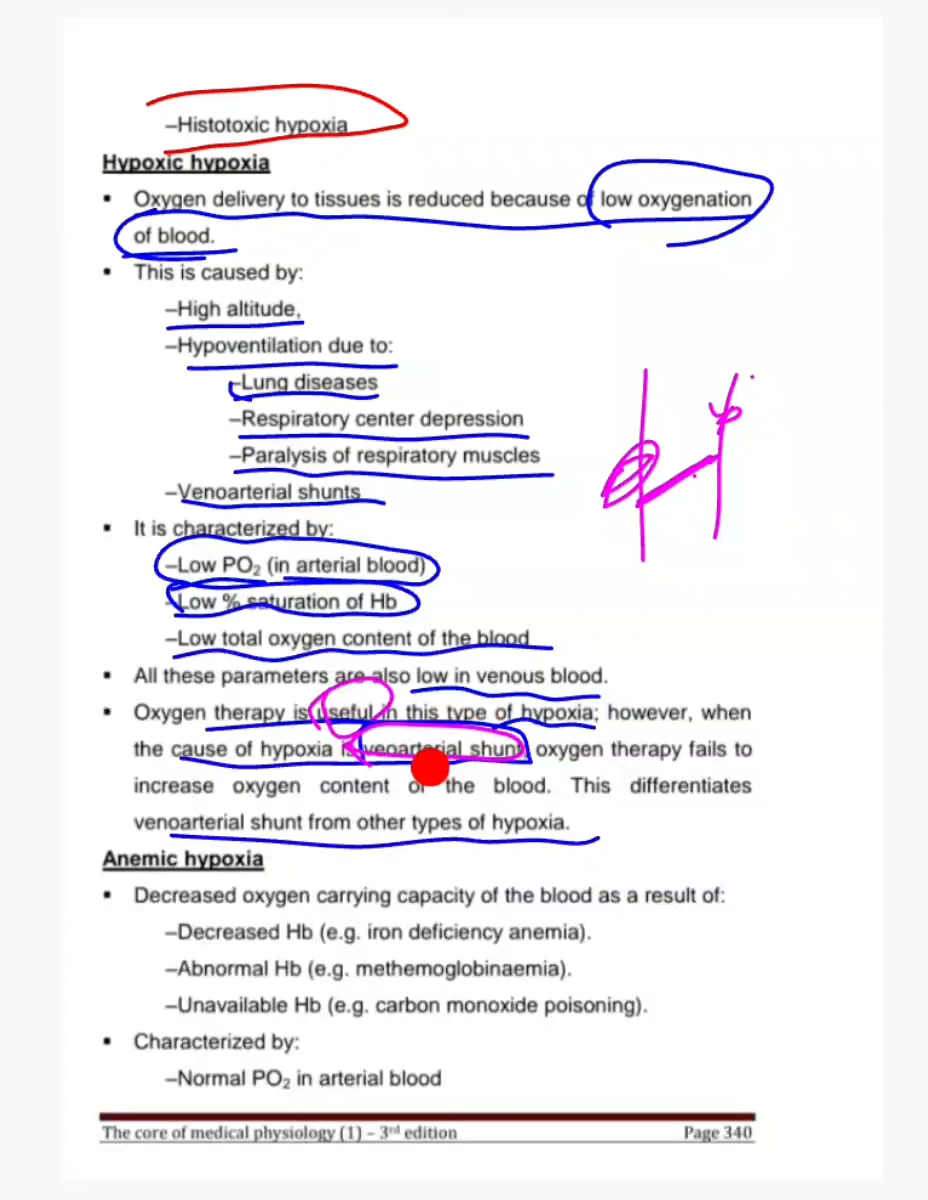 –Histotoxic hypoxia
Hypoxic hypoxia
▪ Oxygen delivery to tissues is reduced because of low oxygenation
of blood.
▪ This is caused by:
–High altitude,
–Hypoventilation due to:
–Lung diseases
–Respiratory center depression
–Paralysis of respiratory muscles
–Venoarterial shunts
▪ It is characterized by:
–Low PO₂ (in arterial blood)
–Low % saturation of Hb
–Low total oxygen content of the blood
▪ All these parameters are also low in venous blood.
▪ Oxygen therapy is useful in this type of hypoxia; however, when
the cause of hypoxia is venoarterial shunt, oxygen therapy fails to
increase oxygen content of the blood. This differentiates
venoarterial shunt from other types of hypoxia.
Anemic hypoxia
▪ Decreased oxygen carrying capacity of the blood as a result of:
–Decreased Hb (e.g. iron deficiency anemia).
–Abnormal Hb (e.g. methemoglobinaemia).
–Unavailable Hb (e.g. carbon monoxide poisoning).
▪ Characterized by:
–Normal PO₂ in arterial blood
The core of medical physiology (1) – 3rd edition Page 340